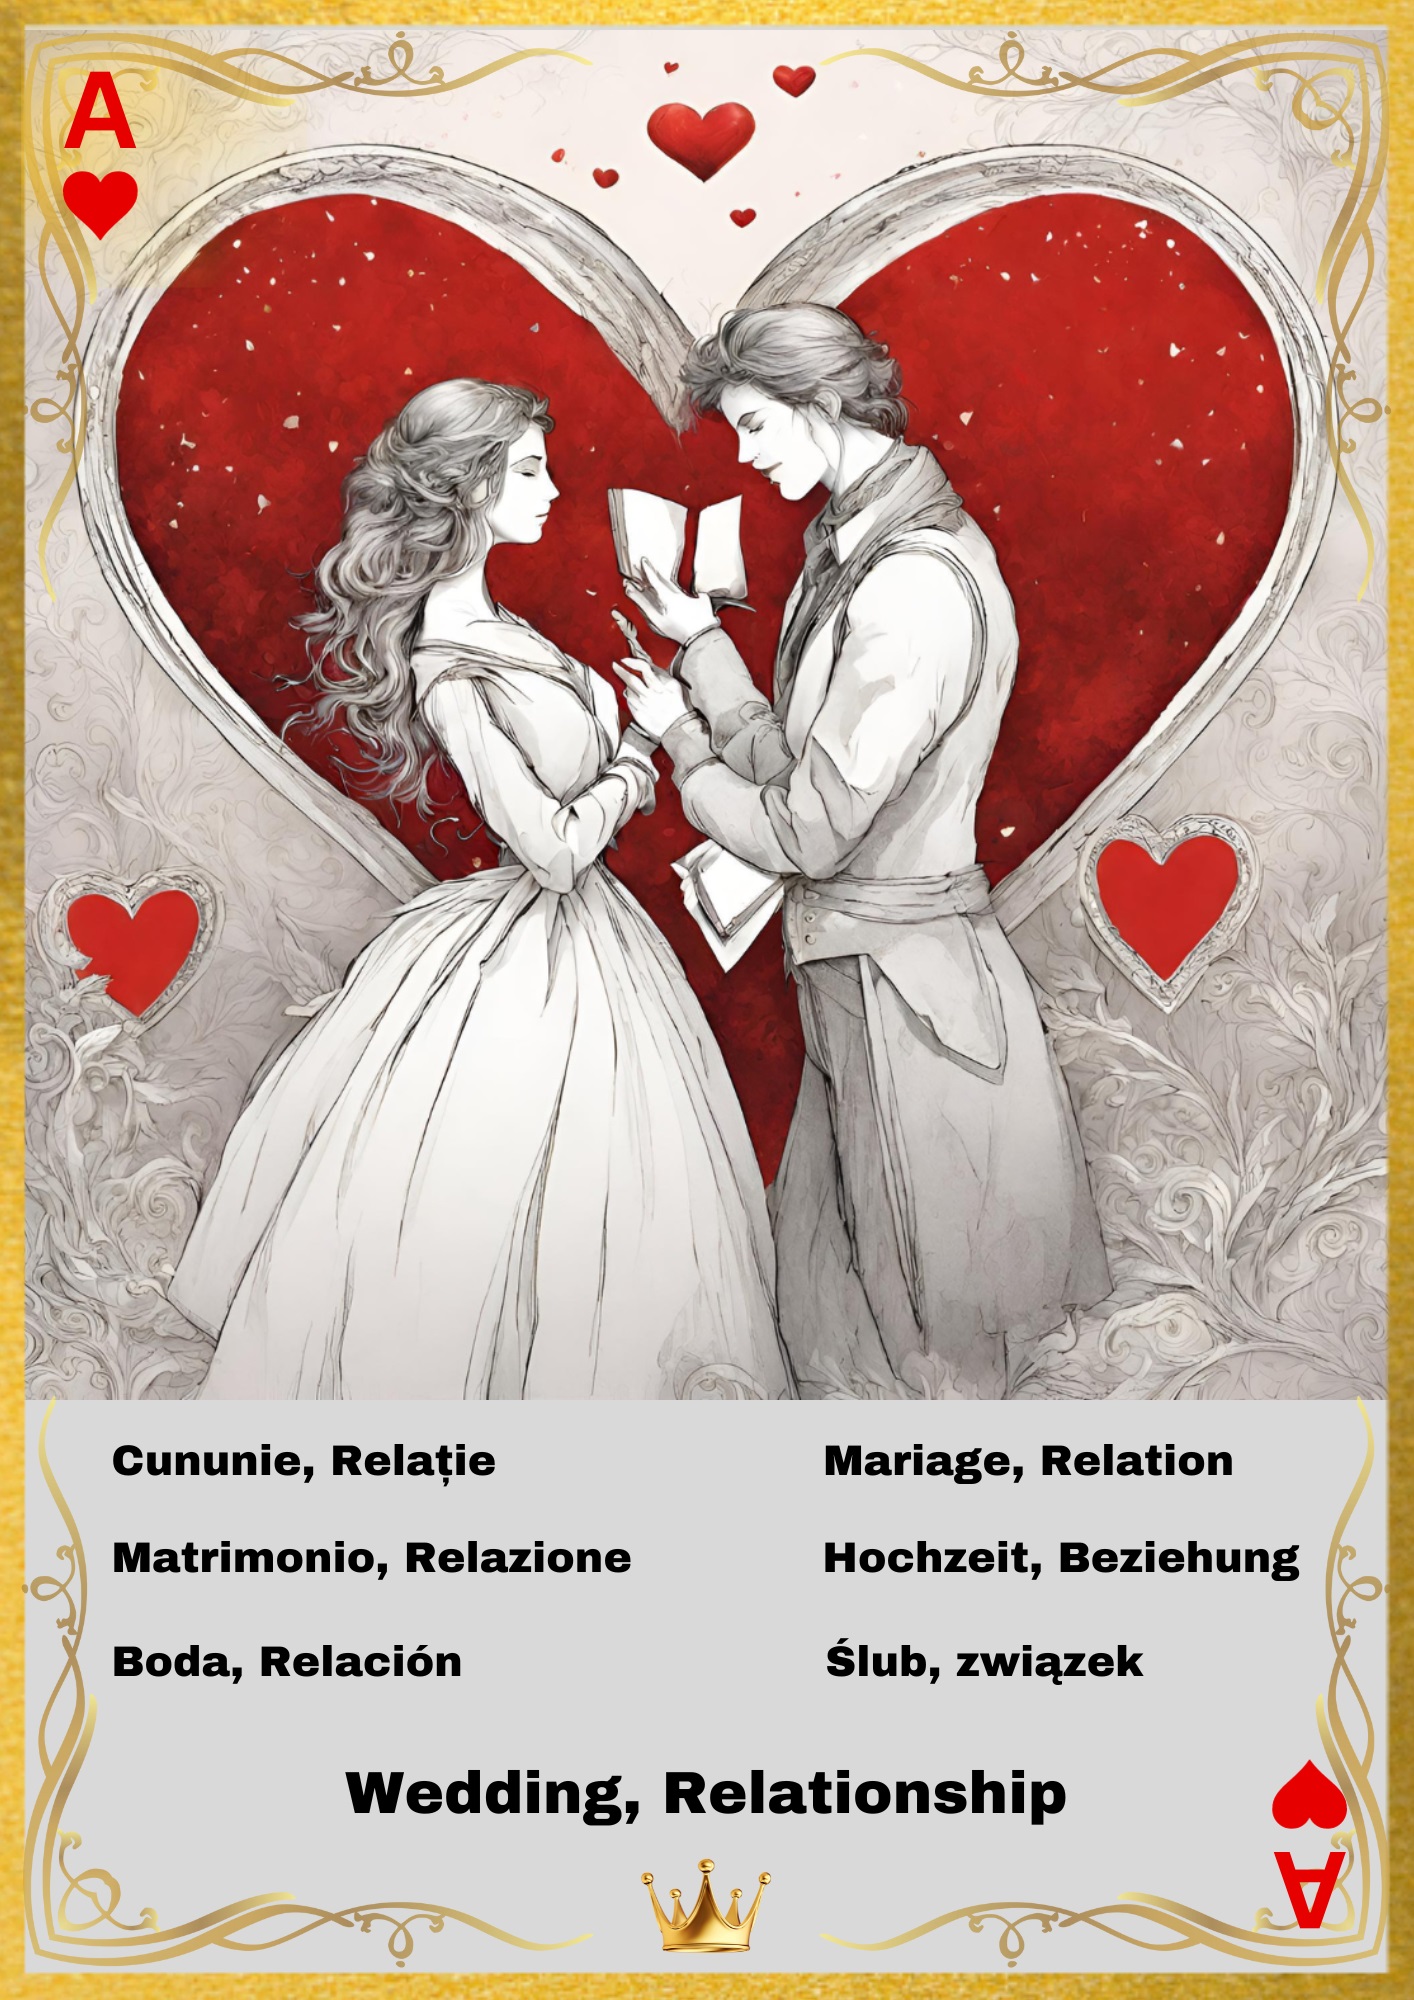 A
Cununie, Relație
Mariage, Relation
Matrimonio, Relazione
Hochzeit, Beziehung
Boda, Relación
Ślub, związek
Wedding, Relationship
A